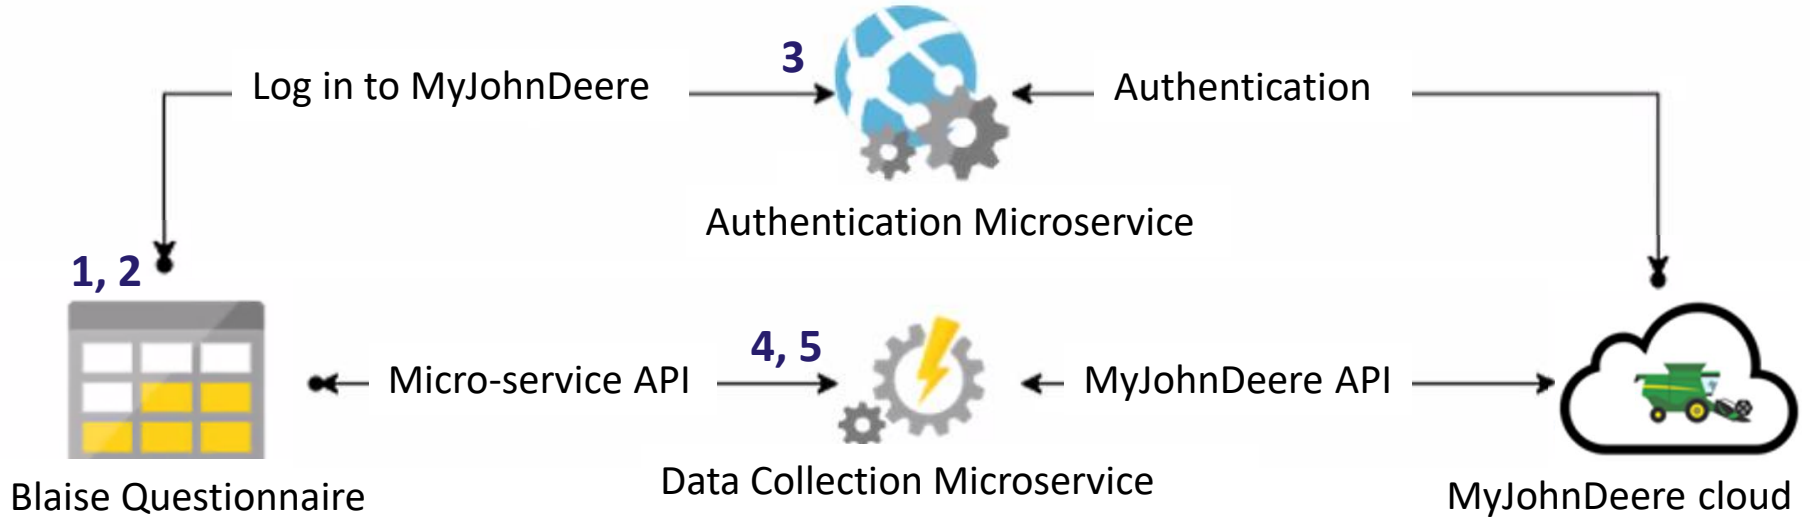 3
Log in to MyJohnDeere
Authentication
Authentication Microservice
1, 2
4, 5
Micro-service API
MyJohnDeere API
Data Collection Microservice
Blaise Questionnaire
MyJohnDeere cloud